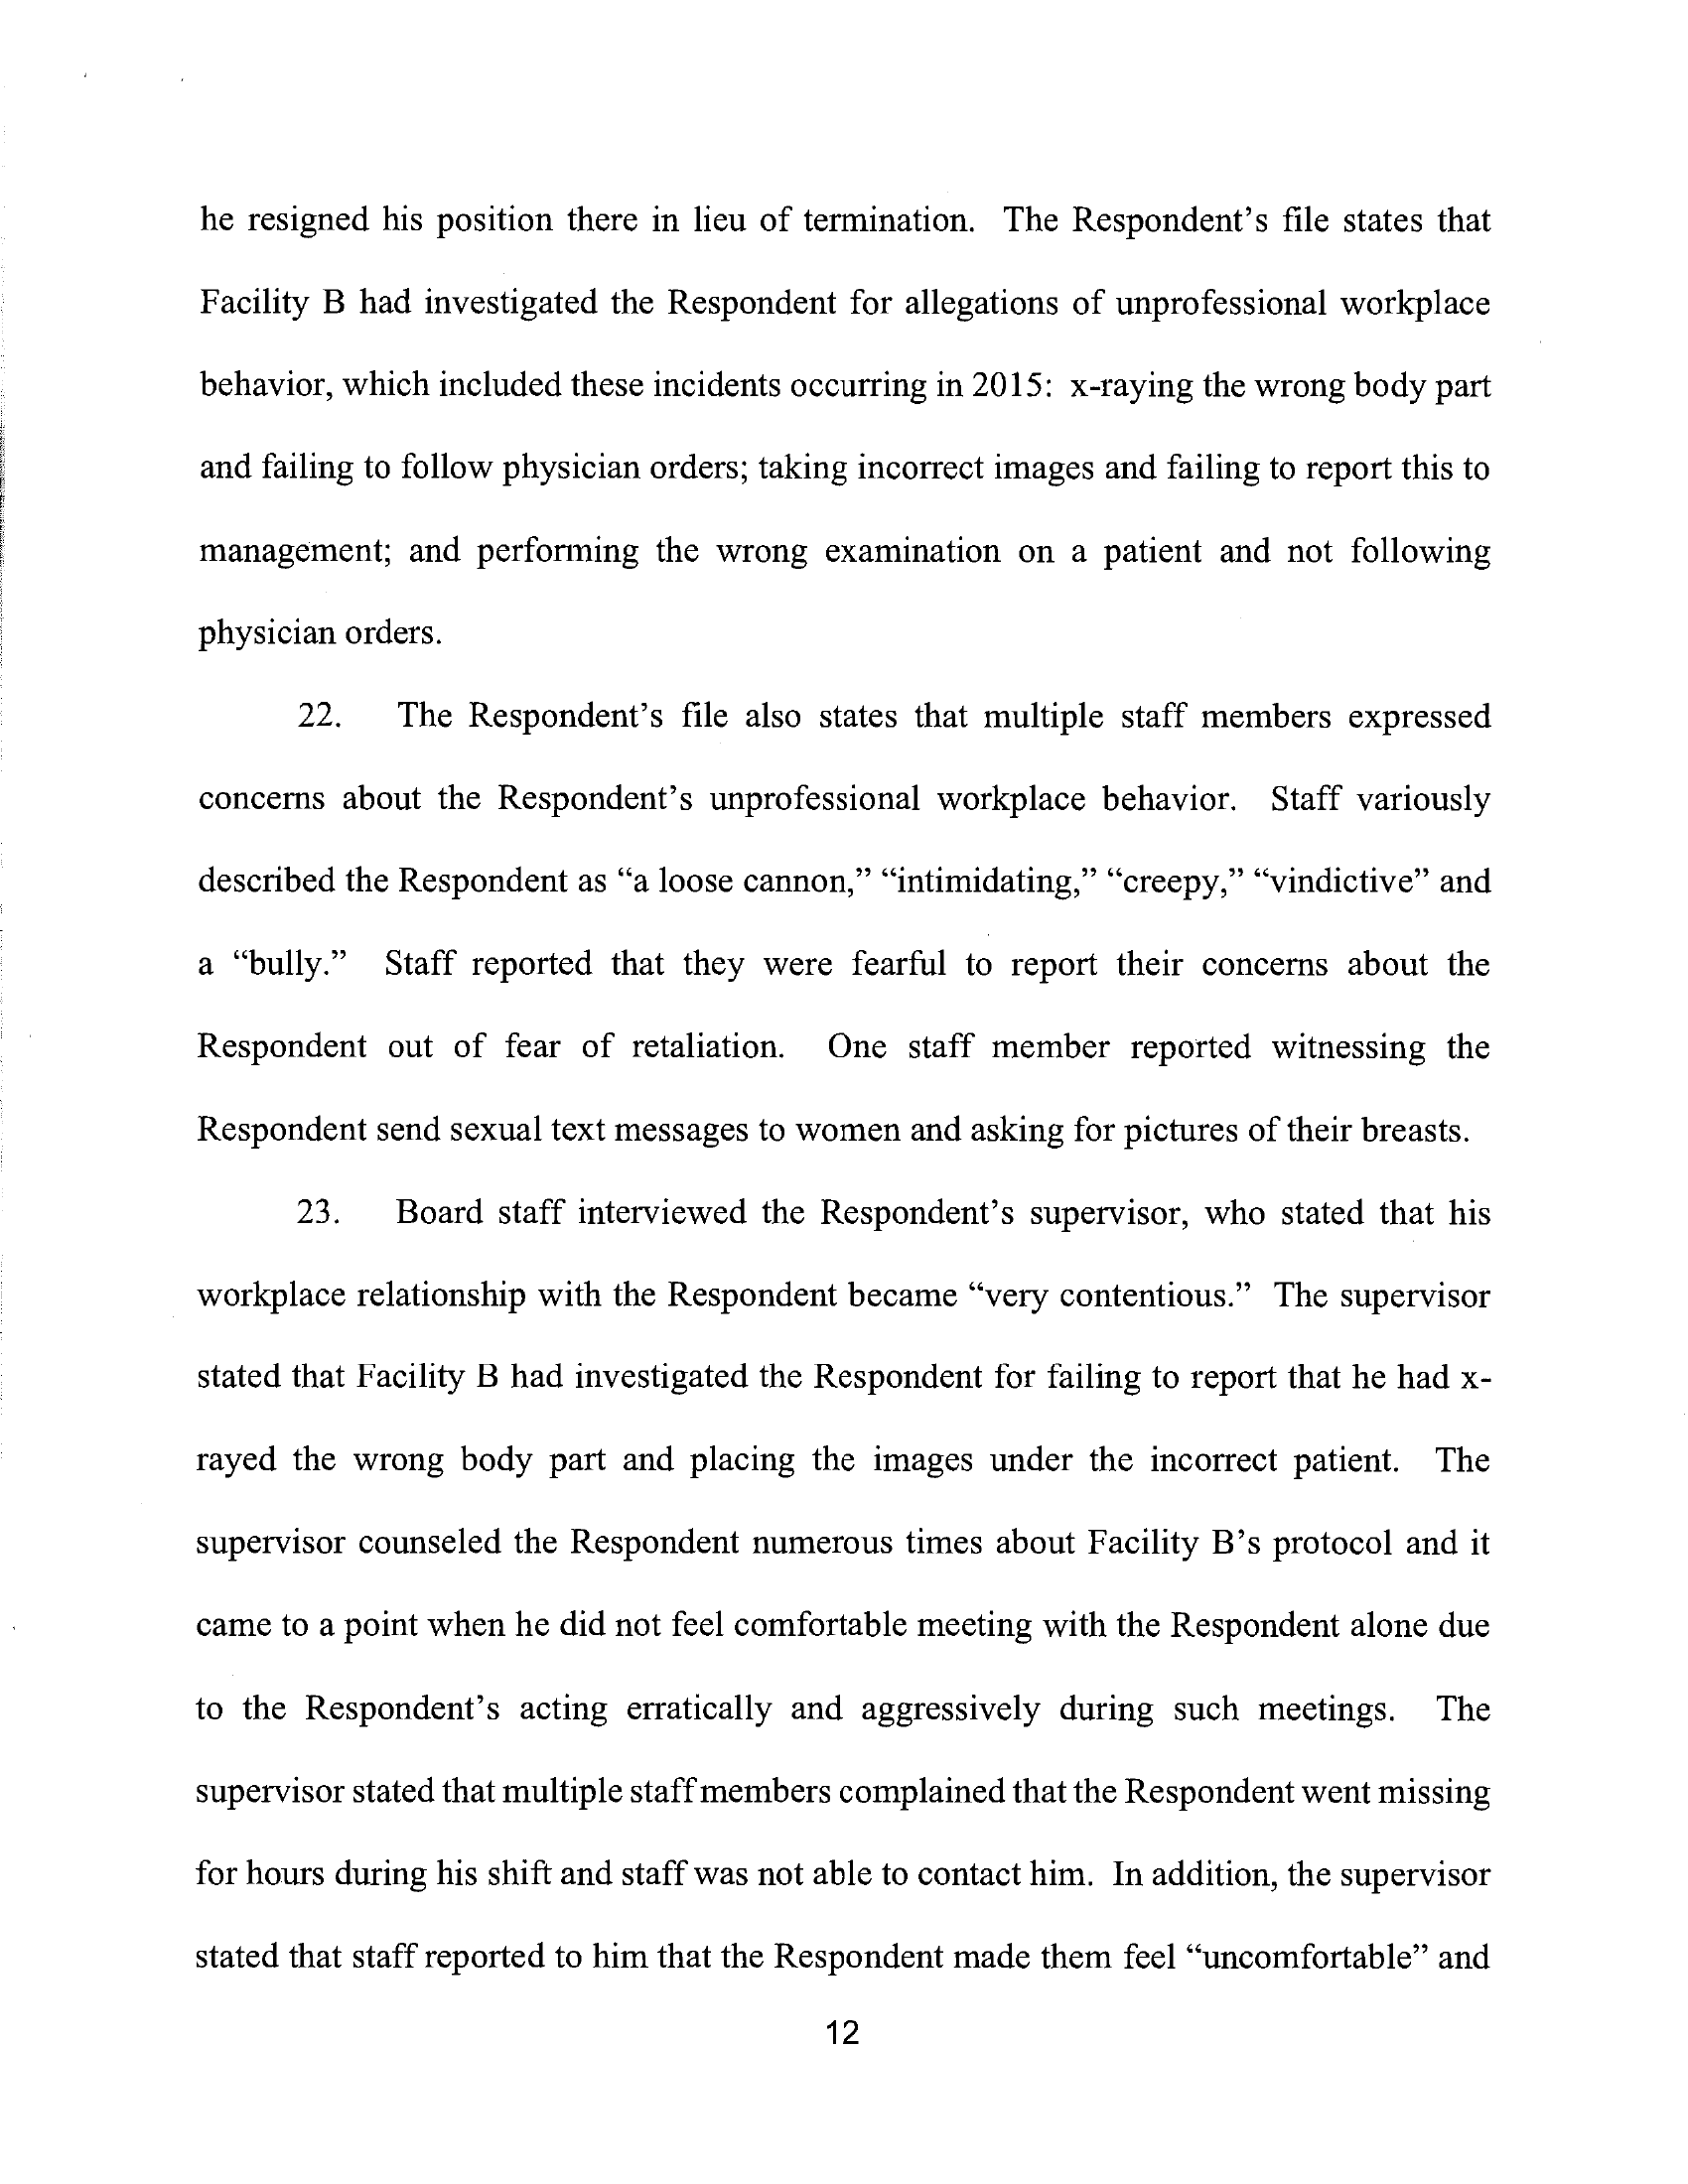 he resigned his position there in lieu of termination. The Respondent’s file states that
Facility B had investigated the Respondent for allegations of unprofessional workplace
behavior, which included these incidents occurring in 2015: x-raying the wrong body part
and failing to follow physician orders; taking incorrect images and failing to report this to
management; and performing the wrong examination on a patient and not following
physician orders.
22. The Respondent’s file also states that multiple staff members expressed
concerns about the Respondent’s unprofessional workplace behavior. Staff variously
described the Respondent as “a loose cannon,” “intimidating,” “creepy,” “vindictive” and
a “bully.” Staff reported that they were fearful to report their concerns about the
Respondent out of fear of retaliation. One staff member reported witnessing the
Respondent send sexual text messages to women and asking for pictures of their breasts.
23. Board staff interviewed the Respondent’s supervisor, who stated that his
workplace relationship with the Respondent became “very contentious.” The supervisor
stated that Facility B had investigated the Respondent for failing to report that he had x-
rayed the wrong body part and placing the images under the incorrect patient. The
supervisor counseled the Respondent numerous times about Facility B’s protocol and it
came to a point when he did not feel comfortable meeting with the Respondent alone due
to the Respondent’s acting erratically and aggressively during such meetings. The
supervisor stated that multiple staff members complained that the Respondent went missing
for hours during his shift and staff was not able to contact him. In addition, the supervisor
stated that staff reported to him that the Respondent made them feel “uncomfortable” and
12